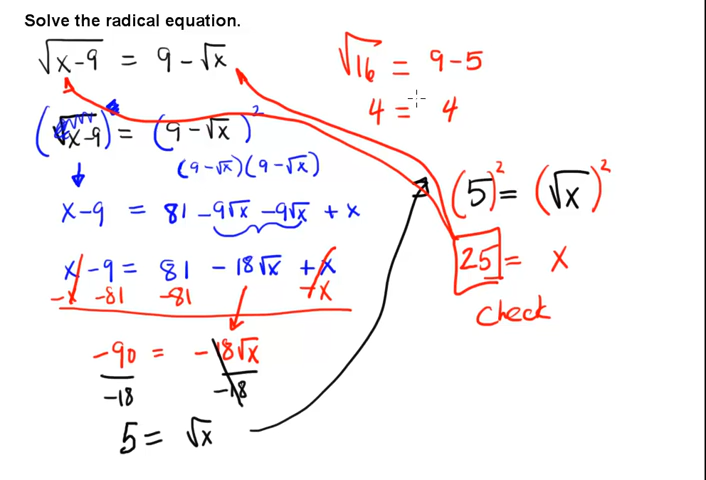 Solve the radical equation.
√x-9 = 9 - √x
(√x-9)² = (9 - √x)²
(9-√x)(9-√x)
x-9 = 81 -9√x -9√x + x
x -9 = 81 - 18√x + x
-x -81 -81 -x
-90 = -18√x
-18 -18
5 = √x
√16 = 9-5
4 = 4
(5)² = (√x)²
25 = x
check